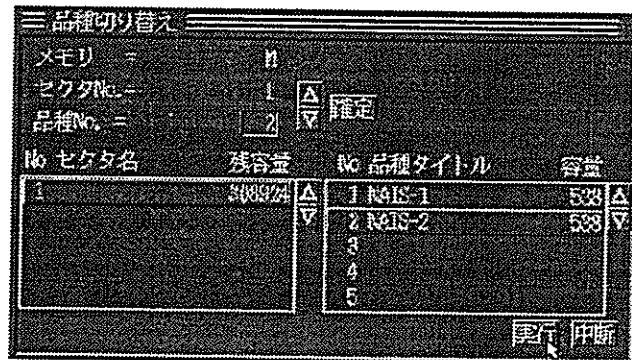 品種切り替え
メモリ = M
セクタNo.= 1
品種No. = 2 確定
No セクタ名 残容量 No 品種タイトル 容量
1 308924 1 NAIS-1 538
2 NAIS-2 538
3
4
5
実行 中断